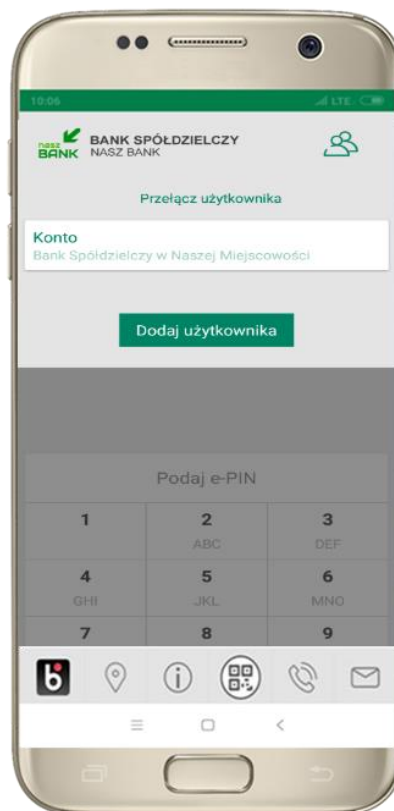 10:06 LTE
nasz BANK
BANK SPÓŁDZIELCZY
NASZ BANK
Przełącz użytkownika
Konto
Bank Spółdzielczy w Naszej Miejscowości
Dodaj użytkownika
Podaj e-PIN
1 2 3
ABC DEF
4 5 6
GHI JKL MNO
7 8 9
b